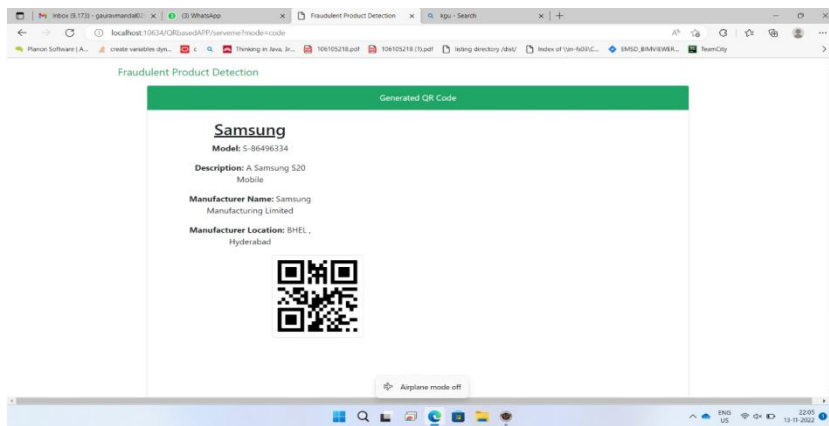 Inbox (9,173) - gauravmandal02
(3) WhatsApp
Fraudulent Product Detection
kgu - Search
localhost:10634/QRbasedAPP/serveme?mode=code
Planon Software | A...
create variables dyn...
c
Thinking in Java, 3r...
106105218.pdf
106105218 (1).pdf
listing directory /dist/
Index of \\in-fs03\C...
EMSD_BIMVIEWER...
TeamCity
Fraudulent Product Detection
Generated QR Code
Samsung
Model: S-86496334
Description: A Samsung S20
Mobile
Manufacturer Name: Samsung
Manufacturing Limited
Manufacturer Location: BHEL ,
Hyderabad
Airplane mode off
ENG
US
22:05
13-11-2022